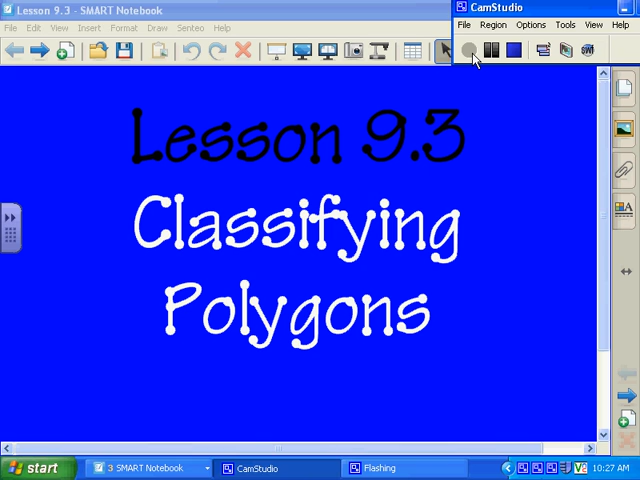 Lesson 9.3 - SMART Notebook
CamStudio
File Edit View Insert Format Draw Senteo Help
File Region Options Tools View Help
SWF
A
Lesson 9.3
Classifying
Polygons
start
3 SMART Notebook
CamStudio
Flashing
10:27 AM